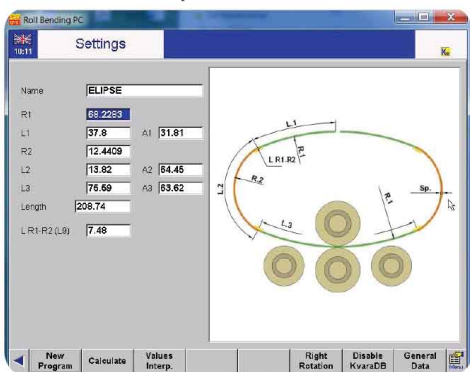 Roll Bending PC
10:11
Settings
Name ELIPSE
R1 68.2283
L1 37.8 A1 31.81
R2 12.4409
L2 13.82 A2 64.45
L3 75.59 A3 63.62
Length 208.74
L R1-R2 (L8) 7.48
L.1
R.1
L R1.R2
R.2
L.2
L.3
R.1
Sp.
New Program
Calculate
Values Interp.
Right Rotation
Disable KvaraDB
General Data
Menu